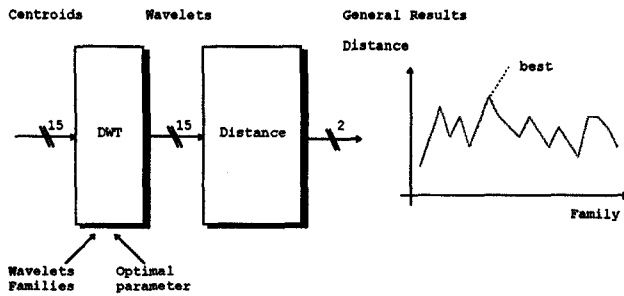 Centroids
Wavelets
General Results
Distance
best
15
DWT
15
Distance
2
Family
Wavelets
Families
Optimal
parameter